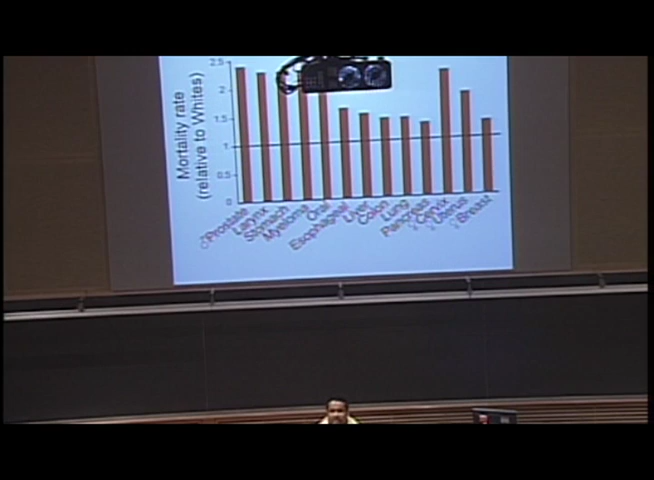 Mortality rate
(relative to Whites)
2.5
2
1.5
1
0.5
0
♂Prostate
Larynx
Stomach
Myeloma
Oral
Esophageal
Liver
Colon
Lung
Pancreas
♀Cervix
♀Uterus
♀Breast